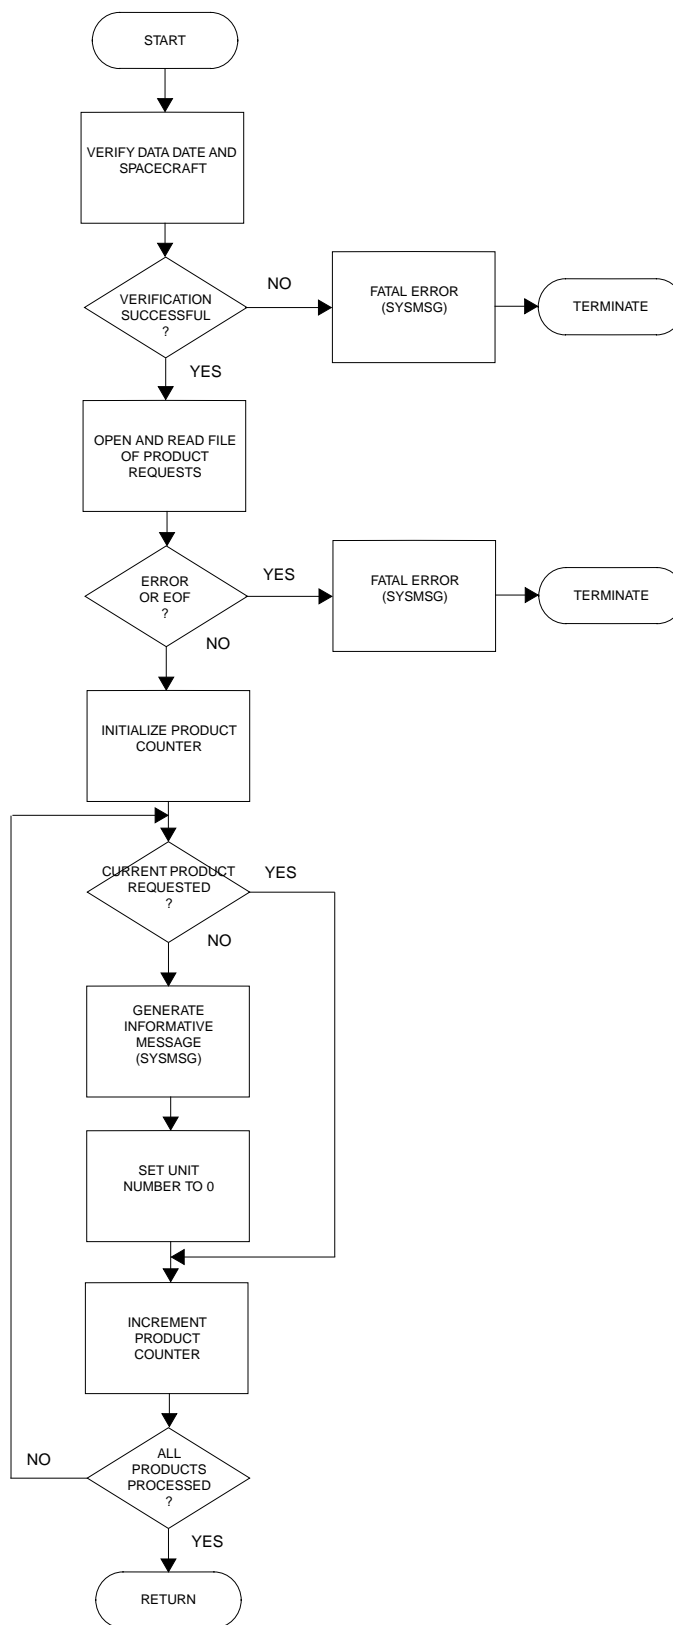 START
VERIFY DATA DATE AND
SPACECRAFT
VERIFICATION
SUCCESSFUL
?
NO
FATAL ERROR
(SYSMSG)
TERMINATE
YES
OPEN AND READ FILE
OF PRODUCT
REQUESTS
ERROR
OR EOF
?
YES
FATAL ERROR
(SYSMSG)
TERMINATE
NO
INITIALIZE PRODUCT
COUNTER
CURRENT PRODUCT
REQUESTED
?
YES
NO
GENERATE
INFORMATIVE
MESSAGE
(SYSMSG)
SET UNIT
NUMBER TO 0
INCREMENT
PRODUCT
COUNTER
ALL
PRODUCTS
PROCESSED
?
NO
YES
RETURN